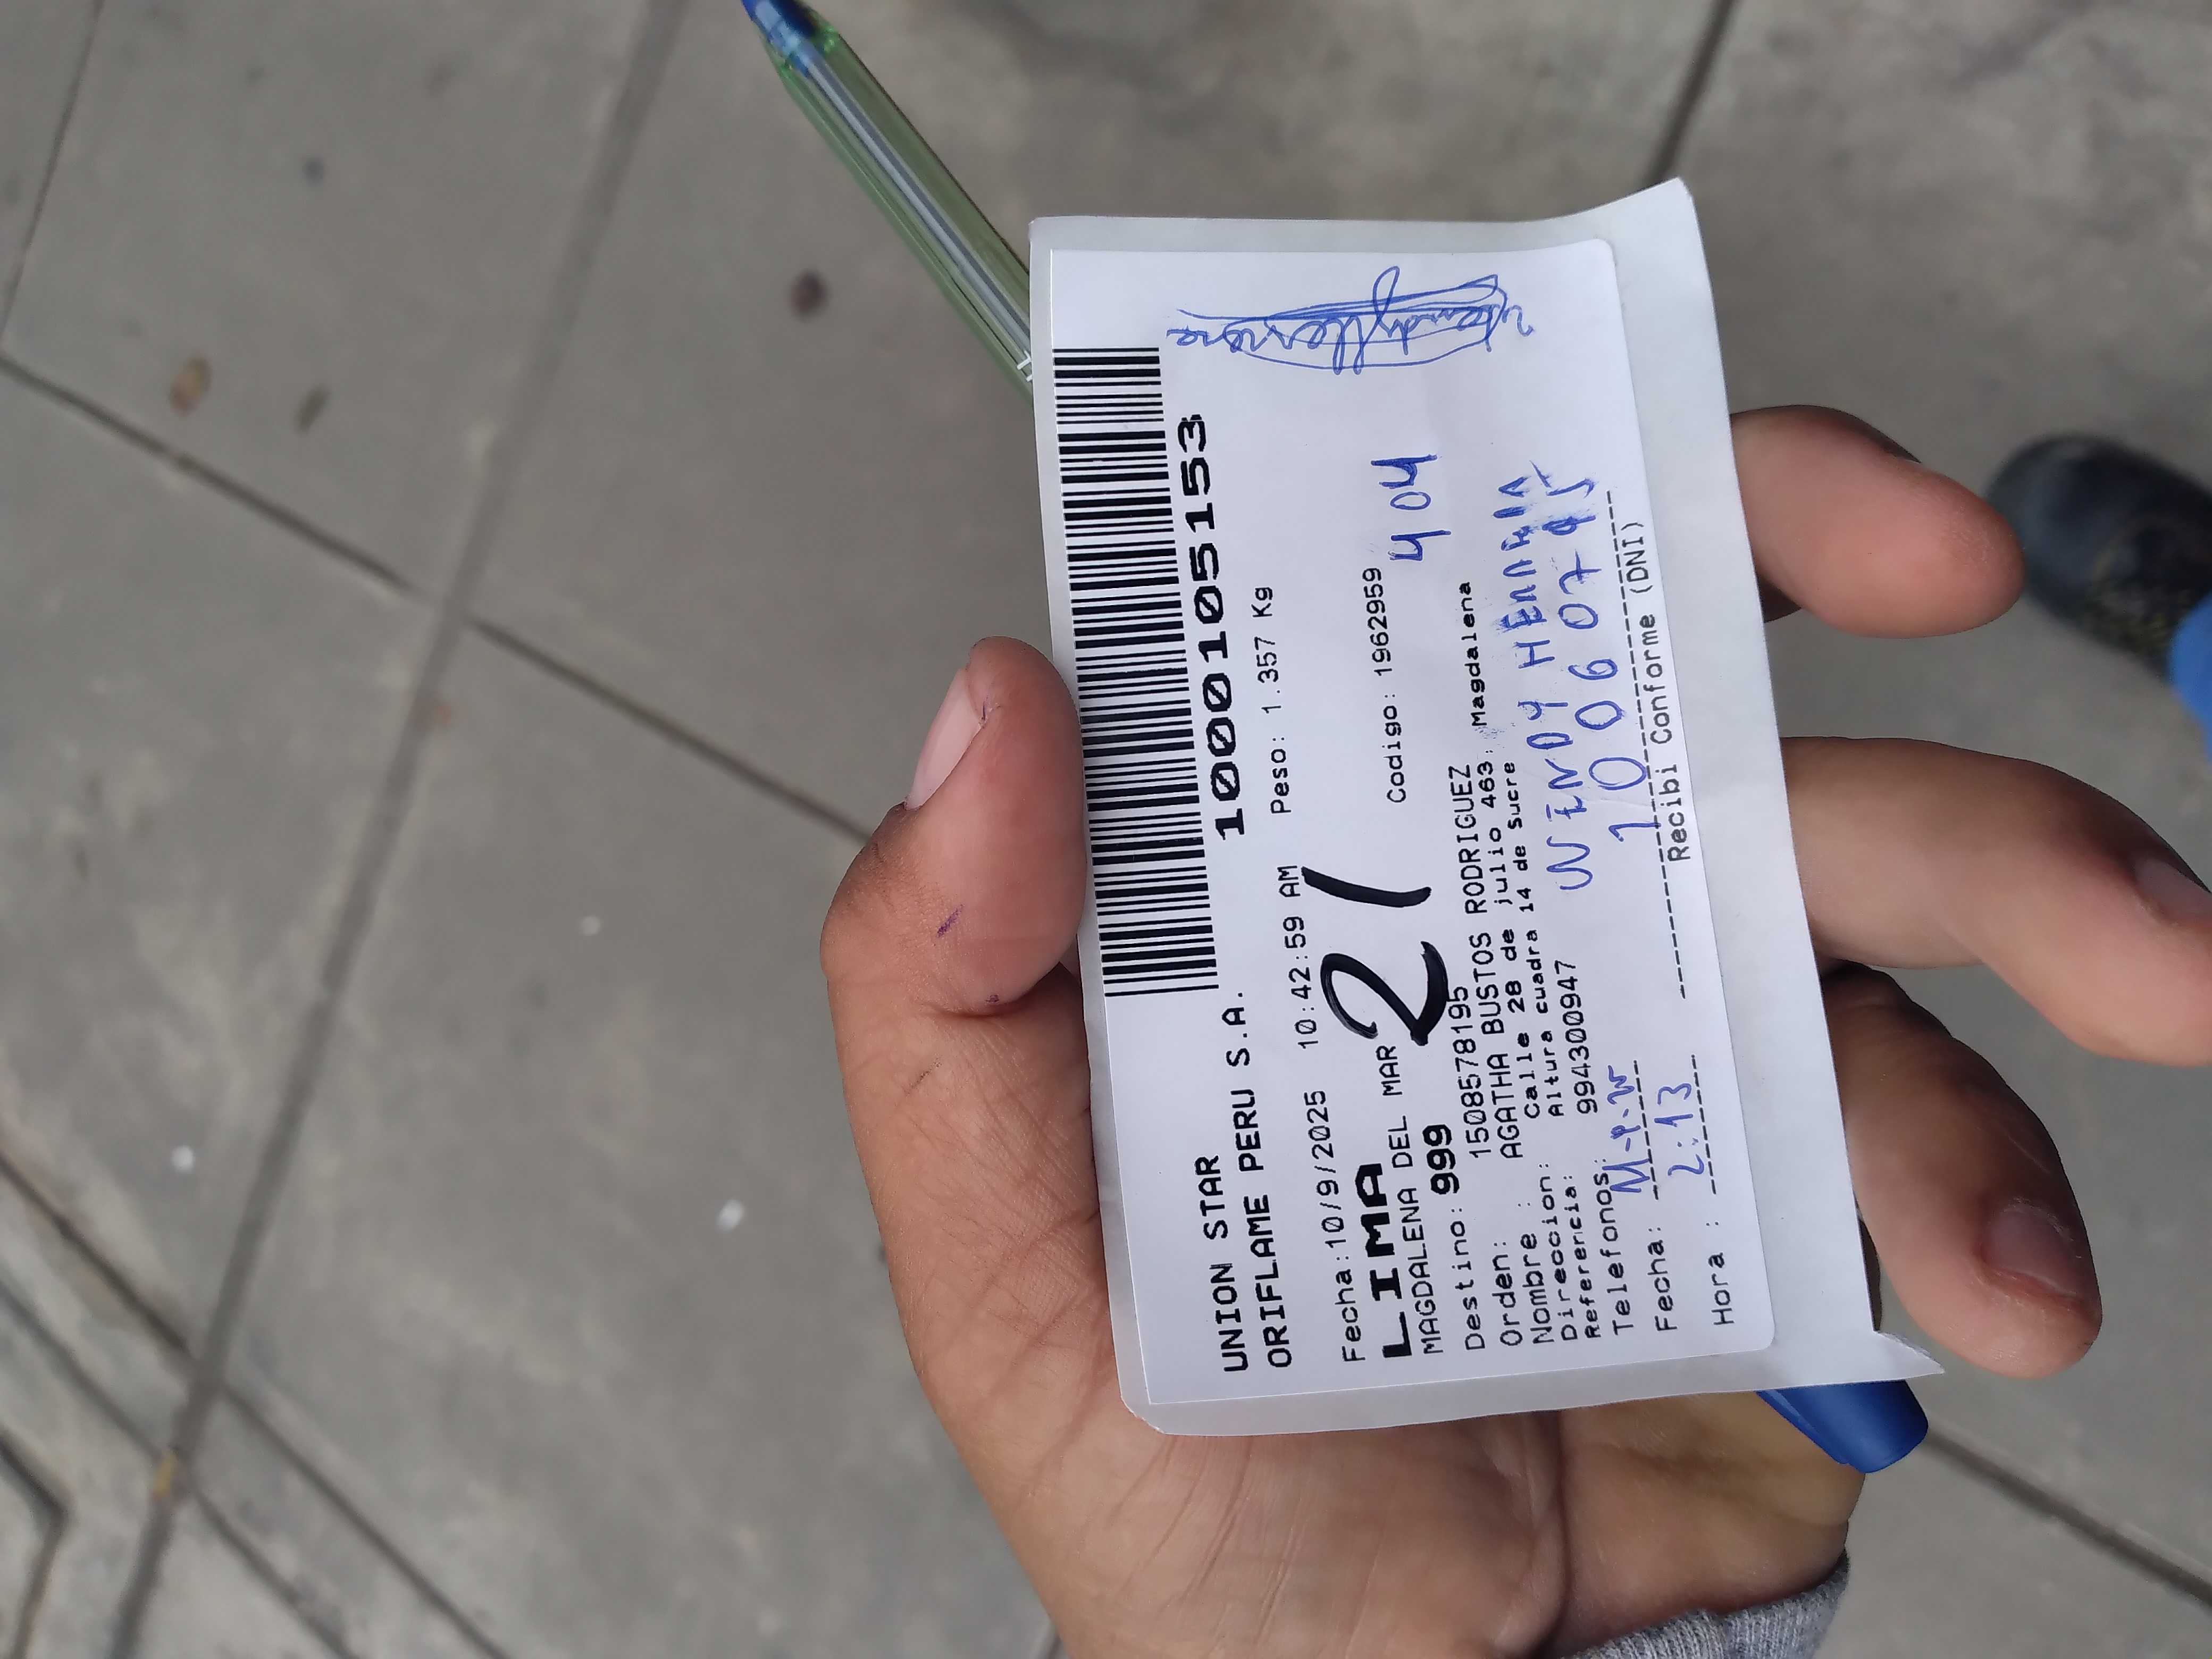 UNION STAR
ORIFLAME PERU S.A.
1000105153
Fecha:10/9/2025 10:42:59 AM Peso: 1.357 Kg
LIMA
MAGDALENA DEL MAR 21 Codigo: 1962959
Destino: 999 404
Orden: 1508578195
Nombre : AGATHA BUSTOS RODRIGUEZ
Direccion: Calle 28 de julio 463: Magdalena
Referencia: Altura cuadra 14 de Sucre
Telefonos: 994300947
WENDY
Fecha:
Hora : 2:13
Recibi Conforme (DNI)